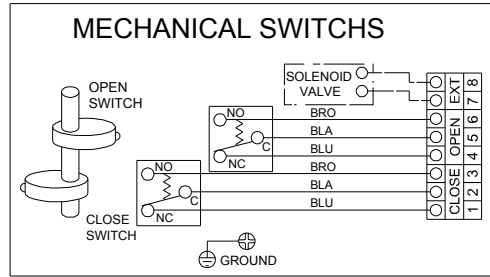 MECHANICAL SWITCHS
OPEN
SWITCH
CLOSE
SWITCH
SOLENOID
VALVE
NO
C
NC
BRO
BLA
BLU
NO
C
NC
BRO
BLA
BLU
EXT
OPEN
CLOSE
8
7
6
5
4
3
2
1
GROUND